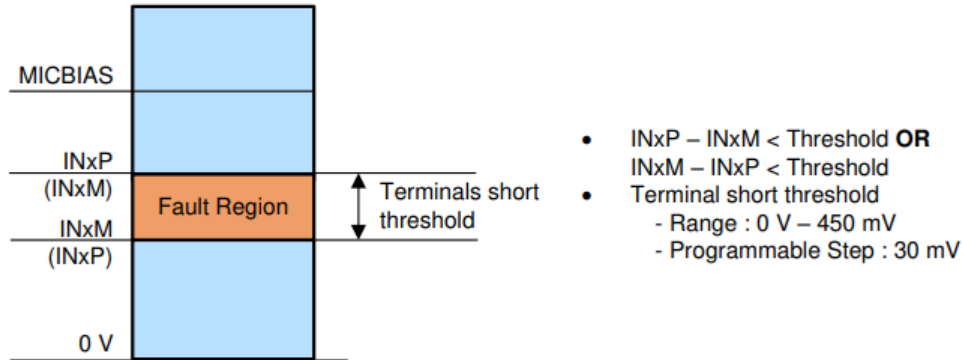 MICBIAS
INxP
(INxM)
INxM
(INxP)
0 V
Fault Region
Terminals short
threshold
• INxP – INxM < Threshold OR
INxM – INxP < Threshold
• Terminal short threshold
- Range : 0 V – 450 mV
- Programmable Step : 30 mV